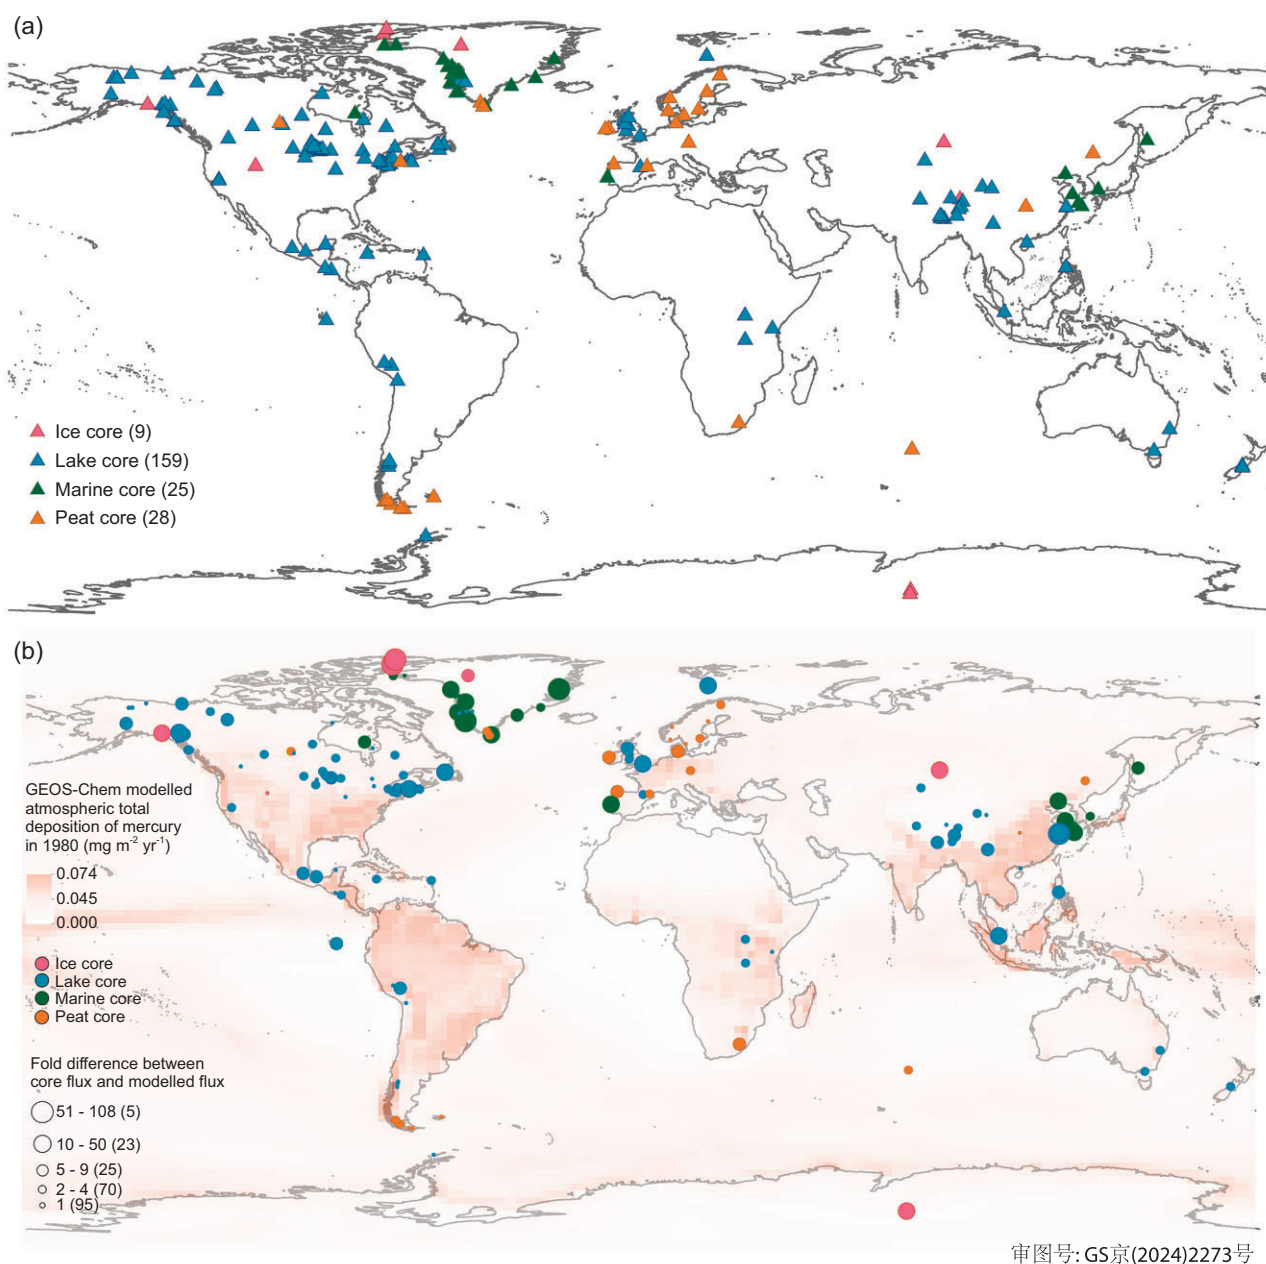 (a)
Ice core (9)
Lake core (159)
Marine core (25)
Peat core (28)
(b)
GEOS-Chem modelled
atmospheric total
deposition of mercury
in 1980 (mg m⁻² yr⁻¹)
0.074
0.045
0.000
Ice core
Lake core
Marine core
Peat core
Fold difference between
core flux and modelled flux
51 - 108 (5)
10 - 50 (23)
5 - 9 (25)
2 - 4 (70)
1 (95)
审图号: GS京(2024)2273号